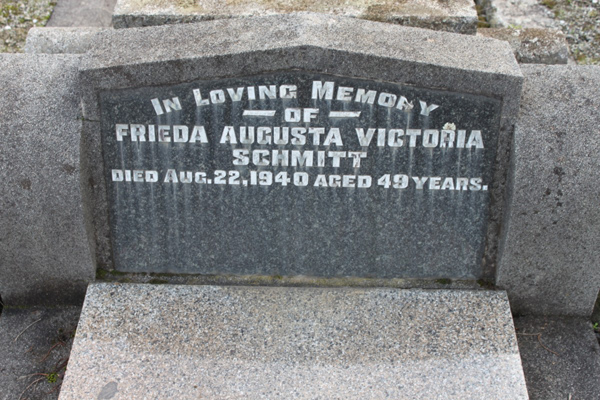 In Loving Memory
— OF —
FRIEDA AUGUSTA VICTORIA
SCHMITT
DIED AUG. 22, 1940 AGED 49 YEARS.